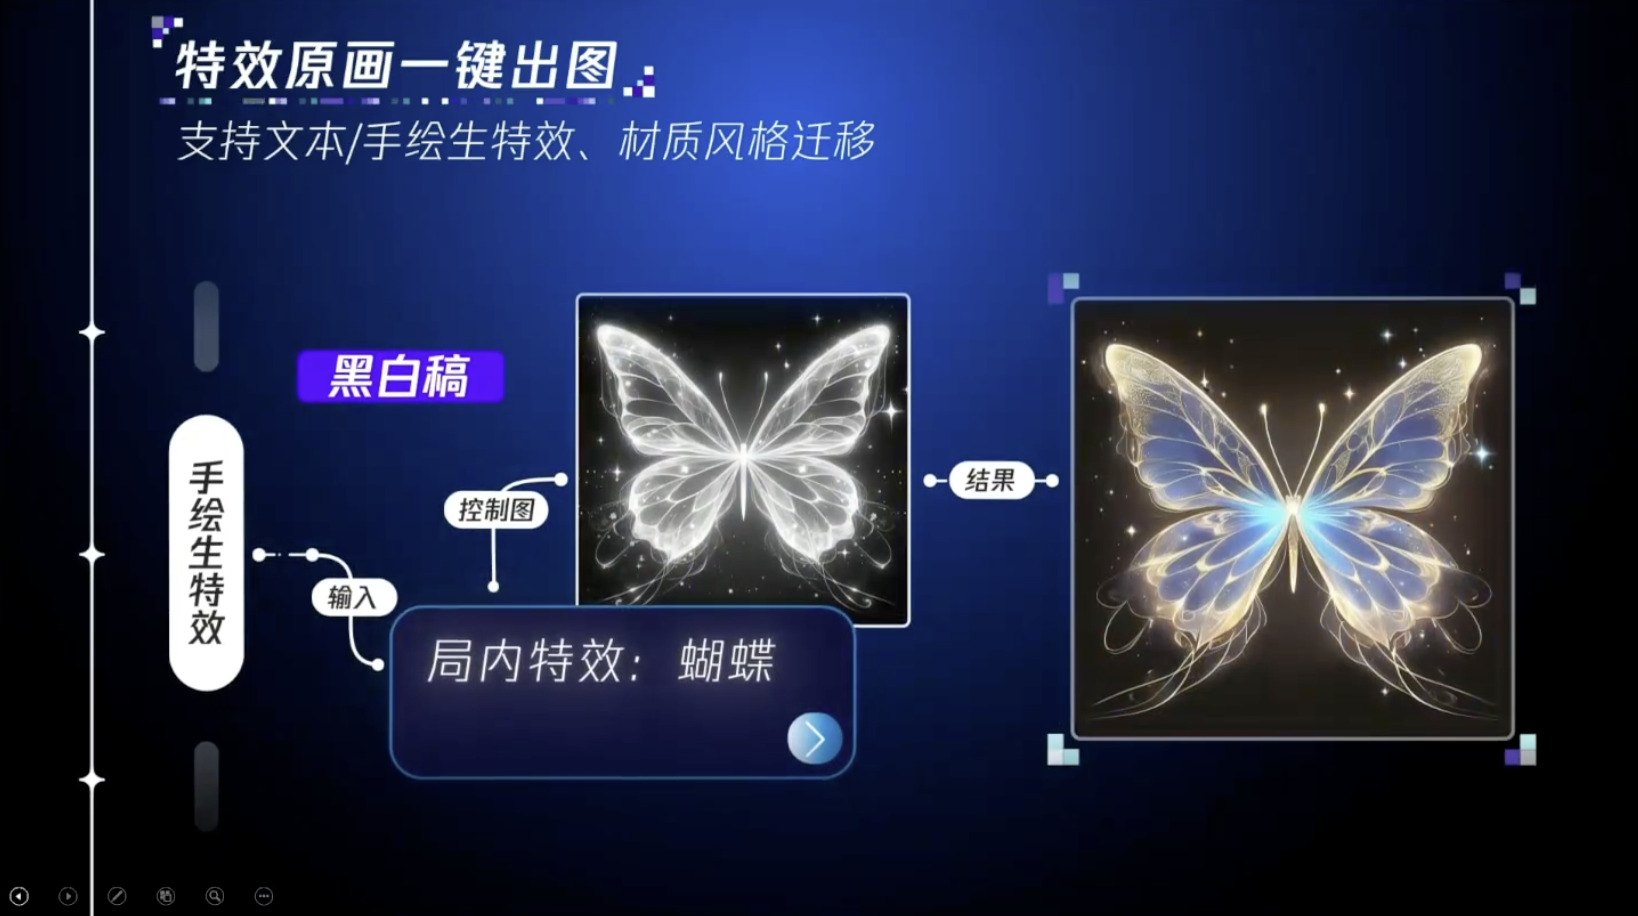 特效原画一键出图
支持文本/手绘生特效、材质风格迁移
黑白稿
手绘生特效
控制图
输入
局内特效：蝴蝶
结果